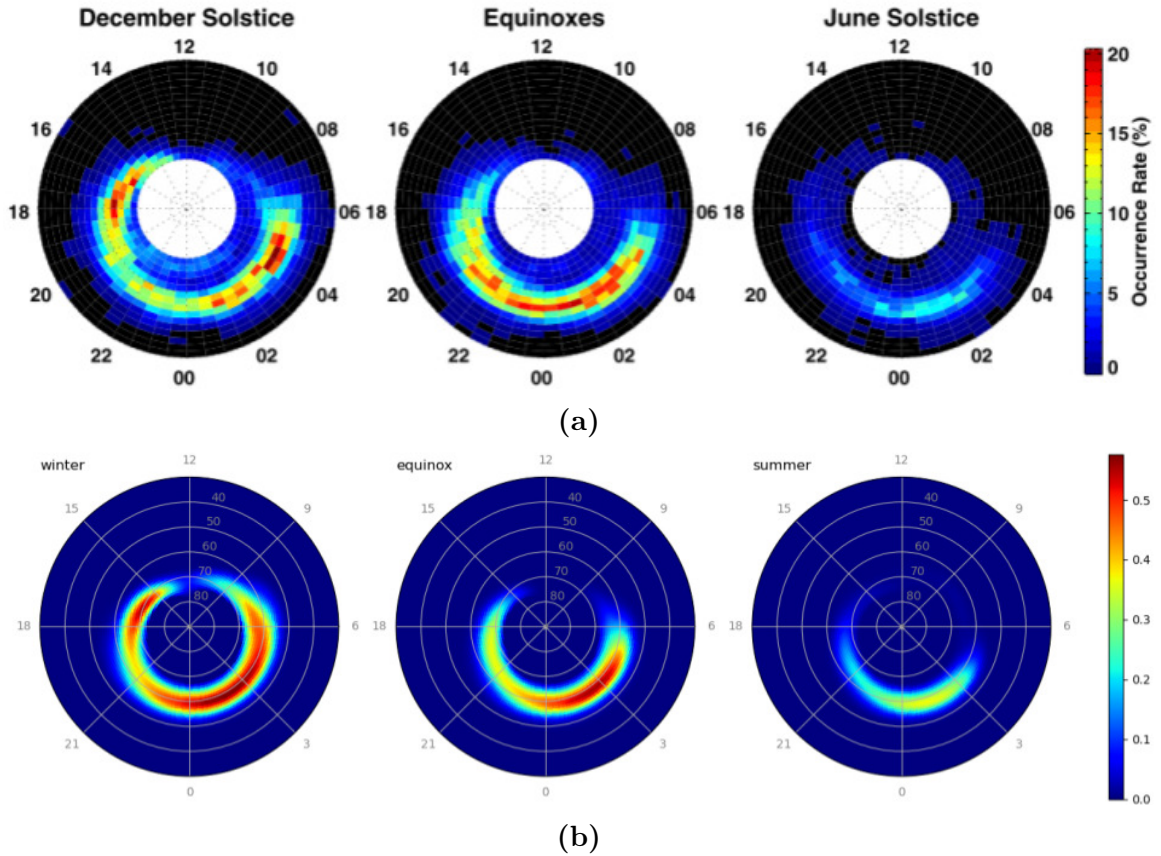 December Solstice Equinoxes June Solstice
12 12 12
14 10 14 10 14 10 20
16 08 16 08 16 08 15
18 06 18 06 18 06 10 Occurrence Rate (%)
20 04 20 04 20 04 5
22 02 22 02 22 02 0
00 00 00
(a)
winter equinox summer
12 12 12
15 40 9 15 40 9 15 40 9 0.5
50 50 50
60 60 60 0.4
70 70 70
80 80 80 0.3
18 6 18 6 18 6
0.2
21 3 21 3 21 3 0.1
0 0 0 0.0
(b)